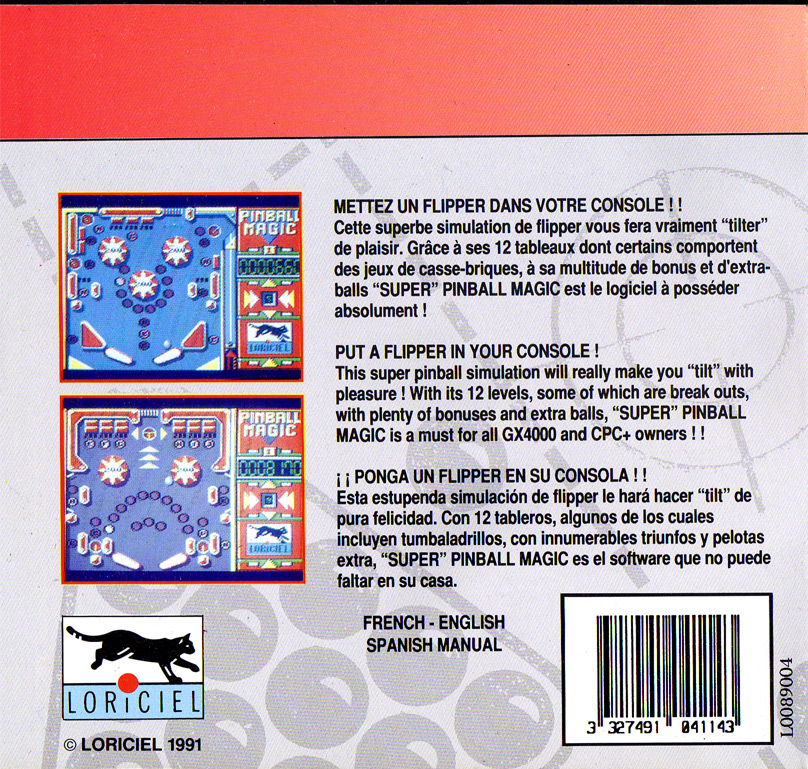 METTEZ UN FLIPPER DANS VOTRE CONSOLE ! !
Cette superbe simulation de flipper vous fera vraiment “tilter”
de plaisir. Grâce à ses 12 tableaux dont certains comportent
des jeux de casse-briques, à sa multitude de bonus et d'extra-
balls “SUPER” PINBALL MAGIC est le logiciel à posséder
absolument !
PUT A FLIPPER IN YOUR CONSOLE !
This super pinball simulation will really make you “tilt” with
pleasure ! With its 12 levels, some of which are break outs,
with plenty of bonuses and extra balls, “SUPER” PINBALL
MAGIC is a must for all GX4000 and CPC+ owners ! !
¡ ¡ PONGA UN FLIPPER EN SU CONSOLA ! !
Esta estupenda simulación de flipper le hará hacer “tilt” de
pura felicidad. Con 12 tableros, algunos de los cuales
incluyen tumbaladrillos, con innumerables triunfos y pelotas
extra, “SUPER” PINBALL MAGIC es el software que no puede
faltar en su casa.
FRENCH - ENGLISH
SPANISH MANUAL
PINBALL
MAGIC
LORICIEL
PINBALL
MAGIC
LORICIEL
LORICIEL
© LORICIEL 1991
3 327491 041143
L0089004